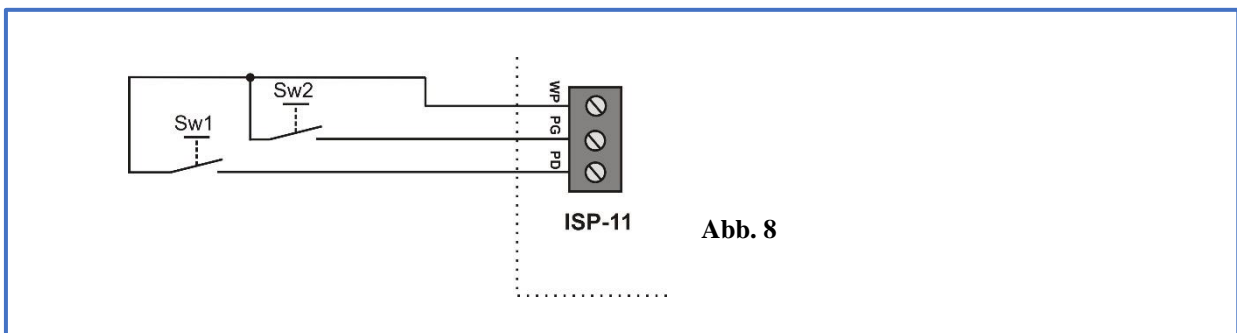 Sw2
Sw1
WP
PG
PD
ISP-11
Abb. 8